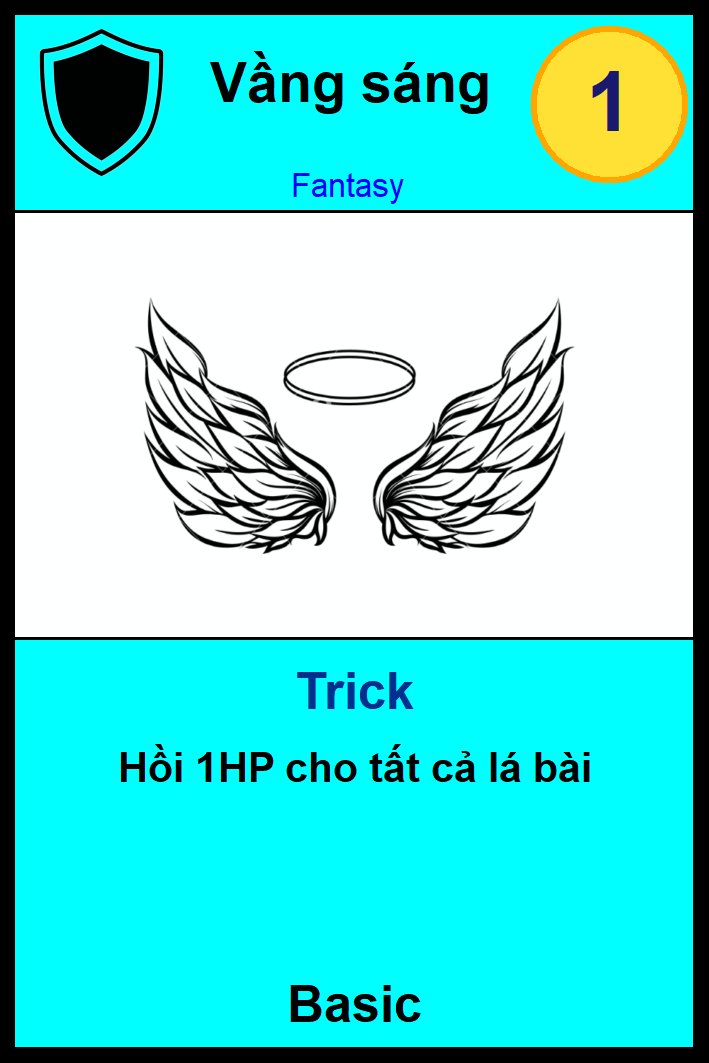 Vầng sáng
1
Fantasy
Trick
Hồi 1HP cho tất cả lá bài
Basic